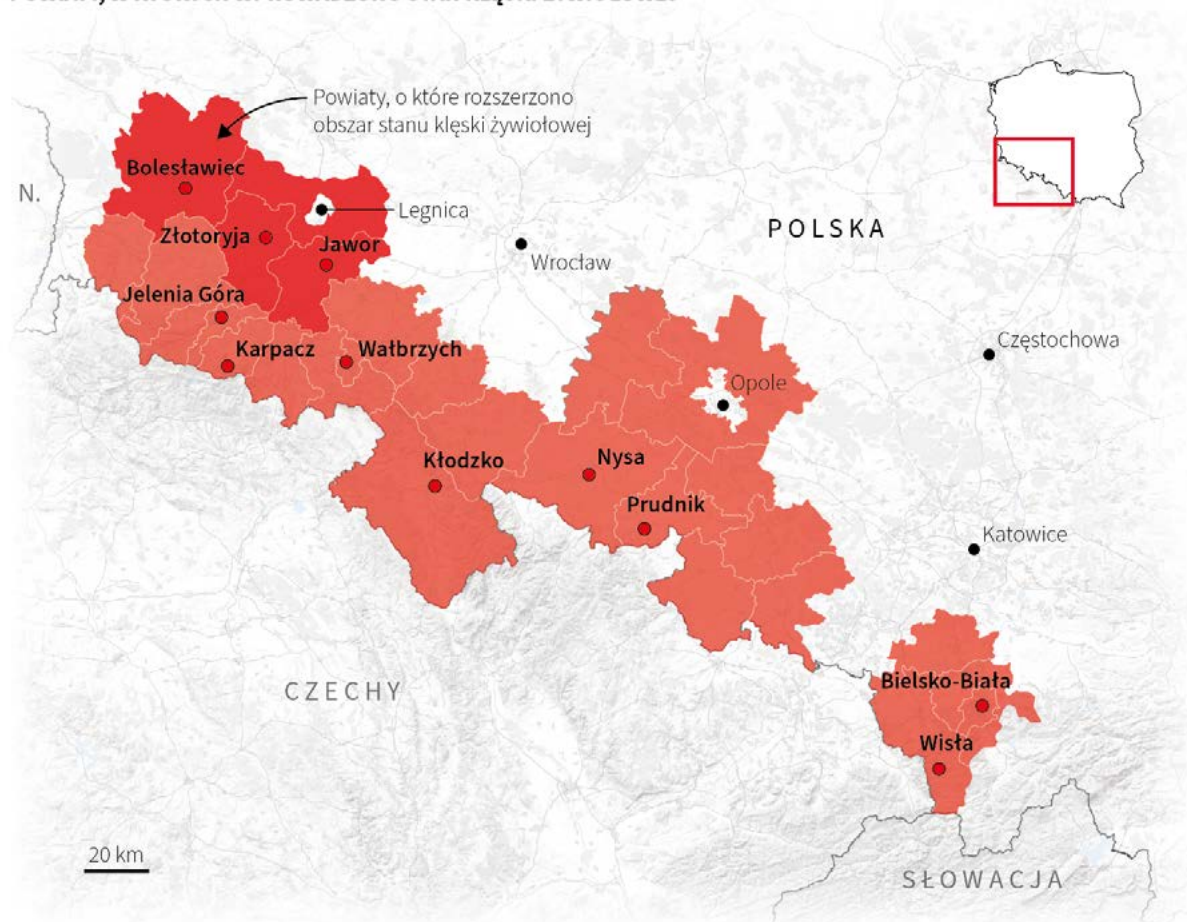 Powiaty, o które rozszerzono
obszar stanu klęski żywiołowej
Bolesławiec
N.
Legnica
Złotoryja
Jawor
POLSKA
Wrocław
Jelenia Góra
Karpacz
Wałbrzych
Częstochowa
Opole
Kłodzko
Nysa
Prudnik
Katowice
CZECHY
Bielsko-Biała
Wisła
20 km
SŁOWACJA